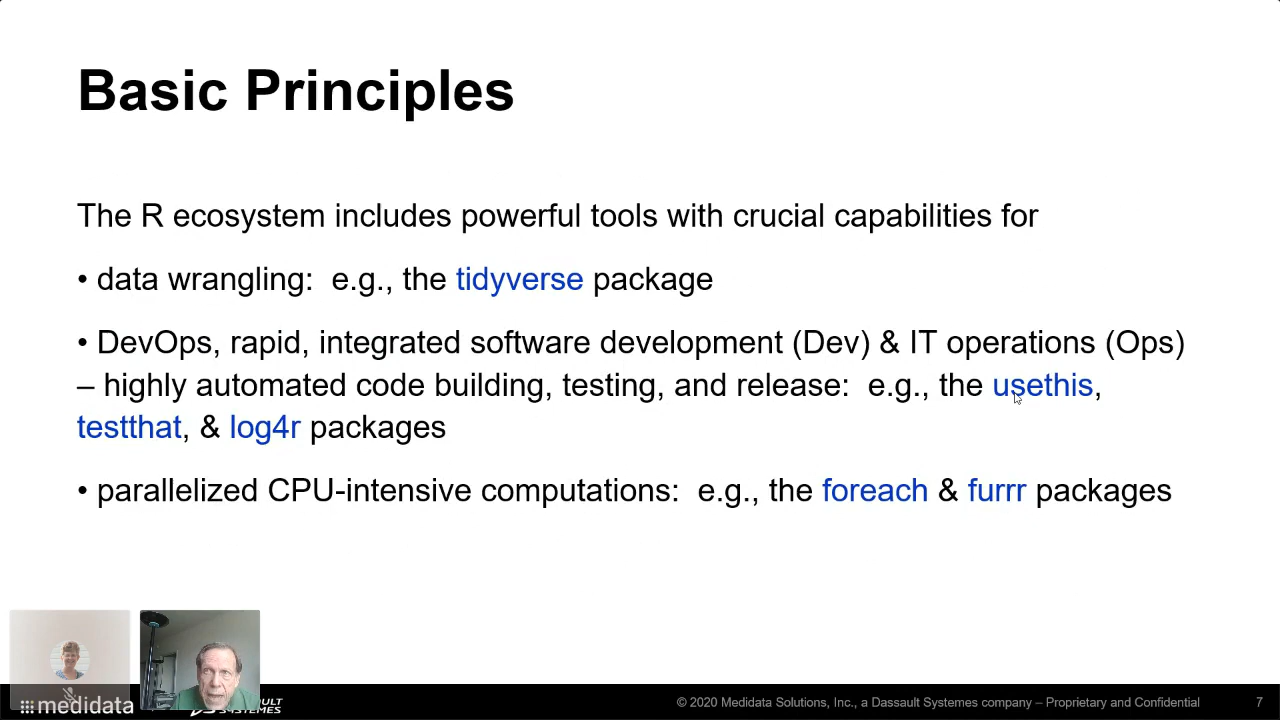 Basic Principles
The R ecosystem includes powerful tools with crucial capabilities for
• data wrangling:  e.g., the tidyverse package
• DevOps, rapid, integrated software development (Dev) & IT operations (Ops)
– highly automated code building, testing, and release:  e.g., the usethis,
testthat, & log4r packages
• parallelized CPU-intensive computations:  e.g., the foreach & furrr packages
medidata
SYSTEMES
© 2020 Medidata Solutions, Inc., a Dassault Systemes company – Proprietary and Confidential
7